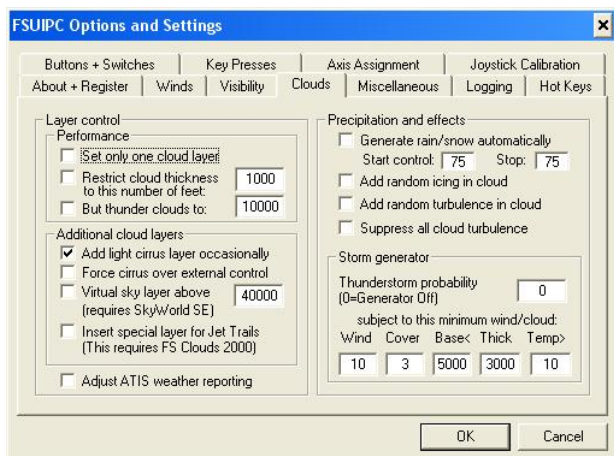 FSUIPC Options and Settings
Buttons + Switches
Key Presses
Axis Assignment
Joystick Calibration
About + Register
Winds
Visibility
Clouds
Miscellaneous
Logging
Hot Keys
Layer control
Performance
Set only one cloud layer
Restrict cloud thickness
to this number of feet: 1000
But thunder clouds to: 10000
Additional cloud layers
Add light cirrus layer occasionally
Force cirrus over external control
Virtual sky layer above
(requires SkyWorld SE) 40000
Insert special layer for Jet Trails
(This requires FS Clouds 2000)
Adjust ATIS weather reporting
Precipitation and effects
Generate rain/snow automatically
Start control: 75 Stop: 75
Add random icing in cloud
Add random turbulence in cloud
Suppress all cloud turbulence
Storm generator
Thunderstorm probability
(0=Generator Off) 0
subject to this minimum wind/cloud:
Wind Cover Base< Thick Temp>
10 3 5000 3000 10
OK Cancel